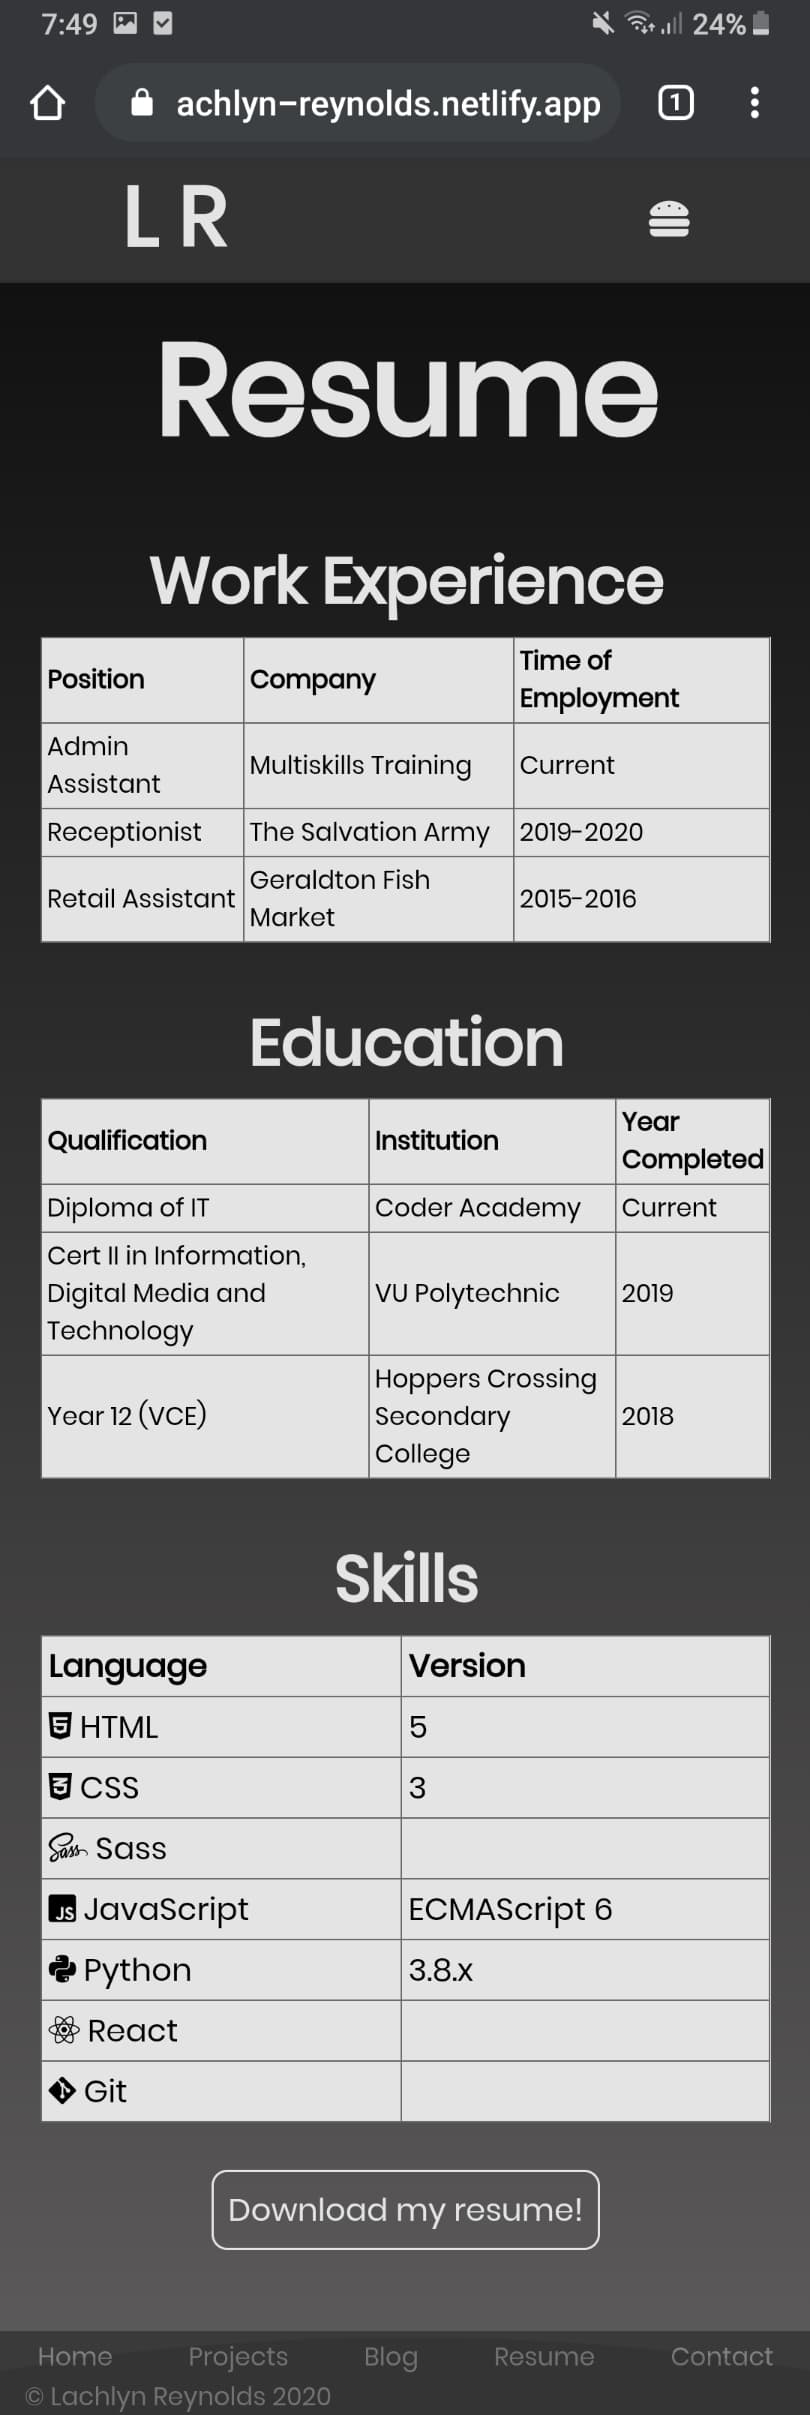 7:49 24%
achlyn-reynolds.netlify.app 1
L R
Resume
Work Experience
Position Company Time of
Employment
Admin
Assistant Multiskills Training Current
Receptionist The Salvation Army 2019-2020
Retail Assistant Geraldton Fish
Market 2015-2016
Education
Qualification Institution Year
Completed
Diploma of IT Coder Academy Current
Cert II in Information,
Digital Media and
Technology VU Polytechnic 2019
Year 12 (VCE) Hoppers Crossing
Secondary
College 2018
Skills
Language Version
5 HTML 5
3 CSS 3
Sass Sass
JS JavaScript ECMAScript 6
Python 3.8.x
React
Git
Download my resume!
Home Projects Blog Resume Contact
© Lachlyn Reynolds 2020